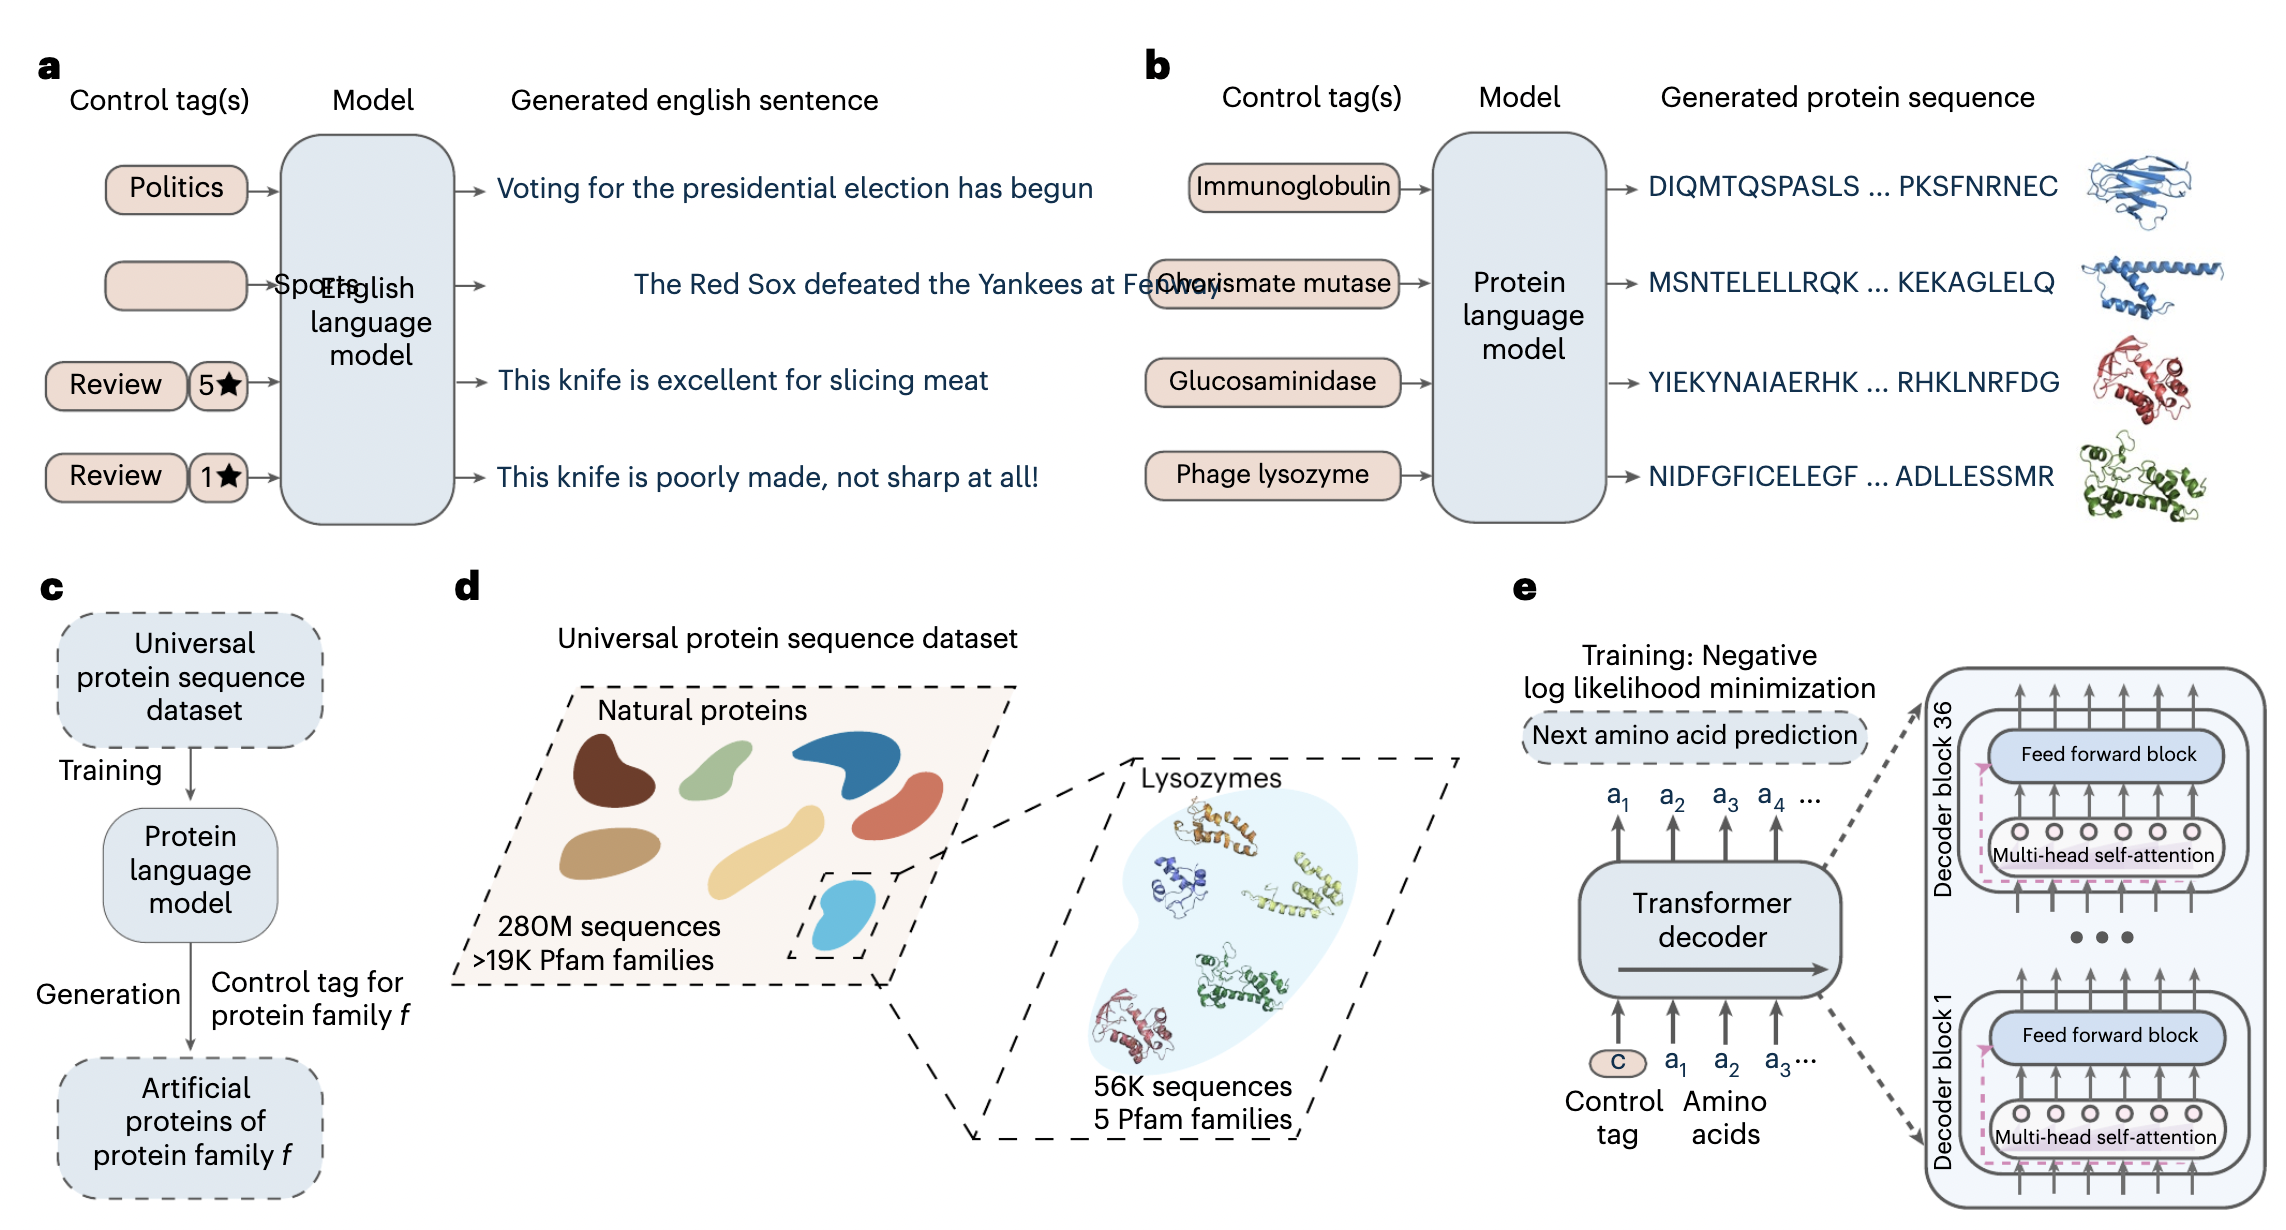 a
Control tag(s)
Model
Generated english sentence
Politics
Voting for the presidential election has begun
Sports
The Red Sox defeated the Yankees at Fenway
English
language
model
Review
5★
This knife is excellent for slicing meat
Review
1★
This knife is poorly made, not sharp at all!
b
Control tag(s)
Model
Generated protein sequence
Immunoglobulin
DIQMTQSPASLS ... PKSFNRNEC
Chorismate mutase
MSNTELELLRQK ... KEKAGLELQ
Protein
language
model
Glucosaminidase
YIEKYNAIAERHK ... RHKLNRFDG
Phage lysozyme
NIDFGFICELEGF ... ADLLESSMR
c
Universal
protein sequence
dataset
Training
Protein
language
model
Generation
Control tag for
protein family f
Artificial
proteins of
protein family f
d
Universal protein sequence dataset
Natural proteins
280M sequences
>19K Pfam families
Lysozymes
56K sequences
5 Pfam families
e
Training: Negative
log likelihood minimization
Next amino acid prediction
a1 a2 a3 a4 ...
Transformer
decoder
c a1 a2 a3 ...
Control
tag
Amino
acids
Decoder block 36
Feed forward block
Multi-head self-attention
Decoder block 1
Feed forward block
Multi-head self-attention